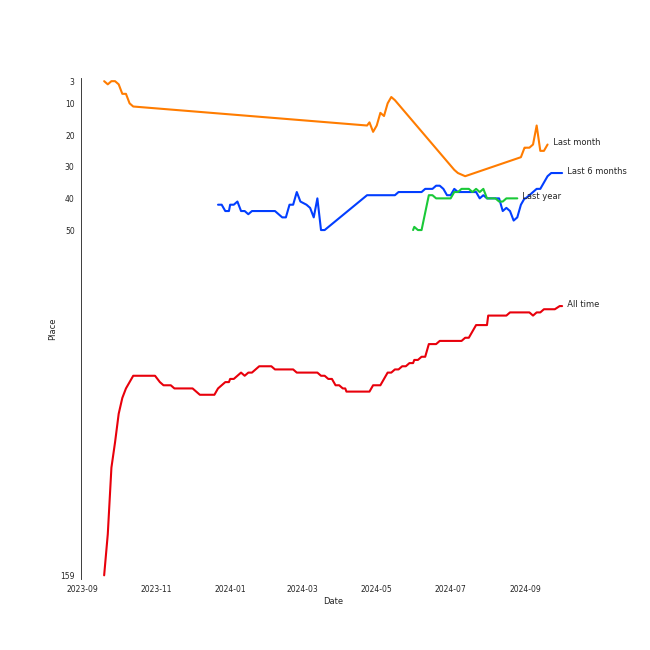 3
10
20
30
40
50
159
Place
Last month
Last 6 months
Last year
All time
2023-09 2023-11 2024-01 2024-03 2024-05 2024-07 2024-09
Date